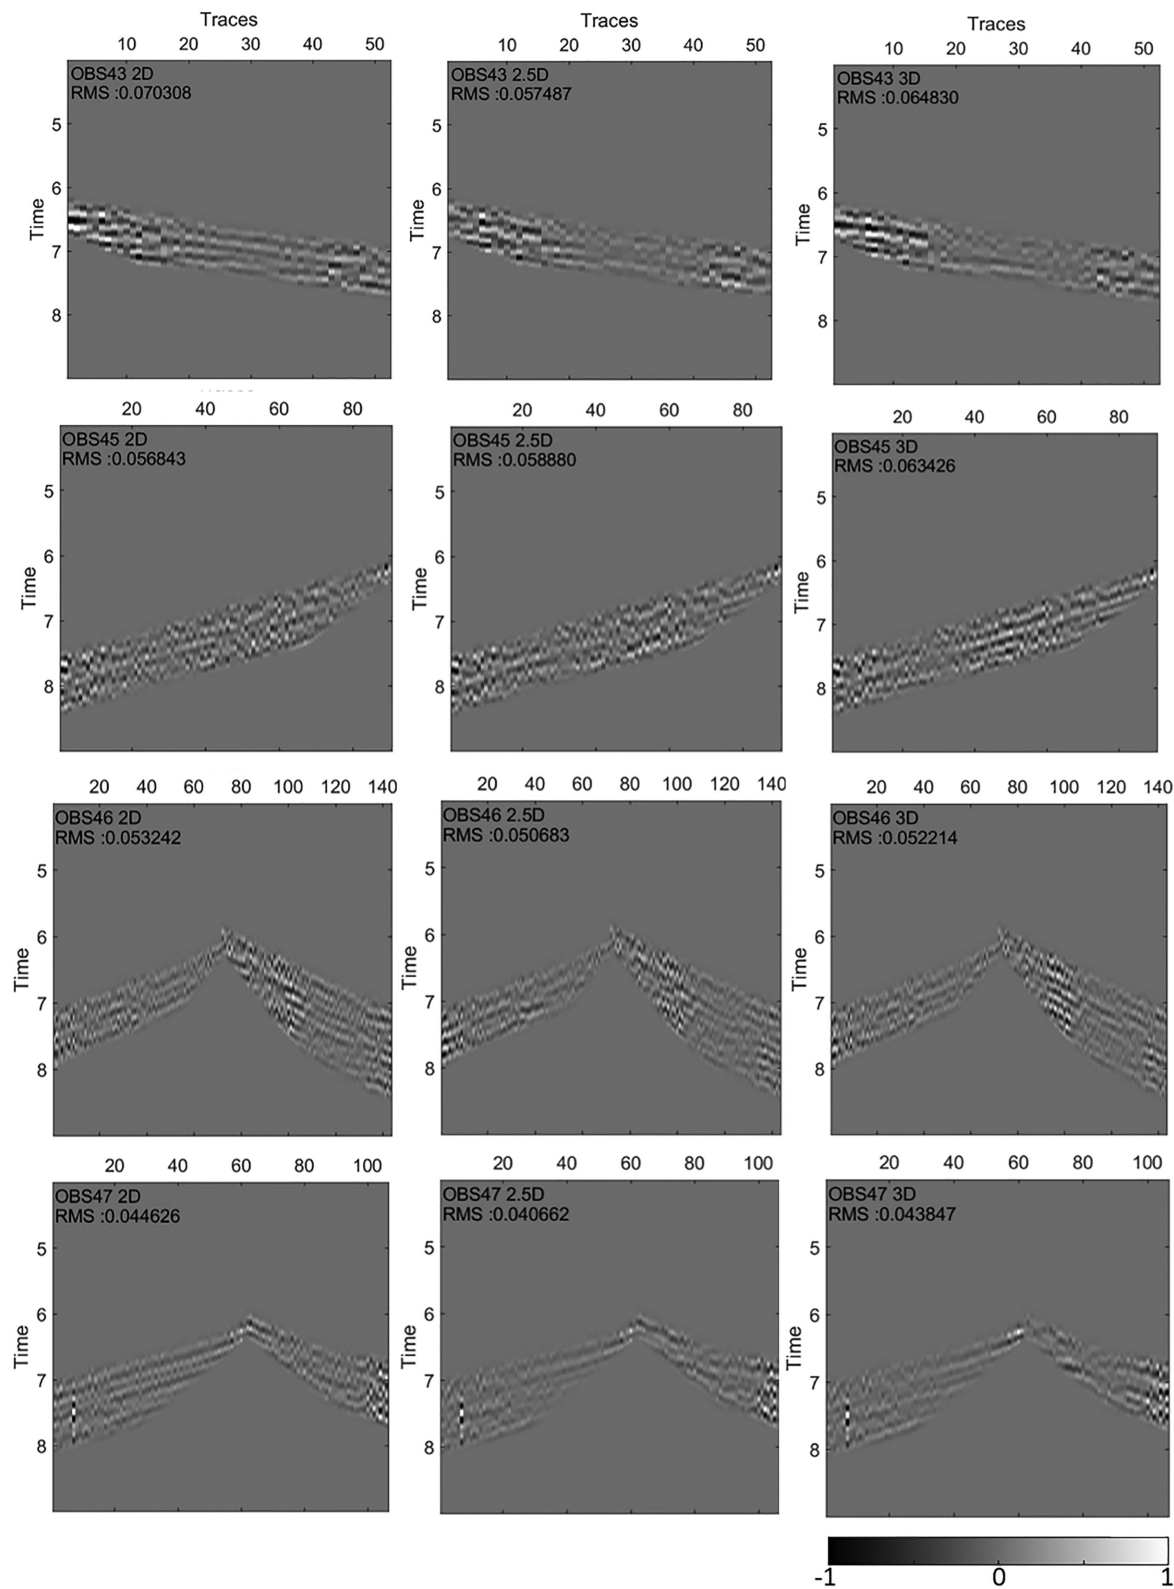 Traces Traces Traces
10 20 30 40 50 10 20 30 40 50 10 20 30 40 50
OBS43 2D
RMS :0.070308
OBS43 2.5D
RMS :0.057487
OBS43 3D
RMS :0.064830
Time
5
6
7
8
Time
5
6
7
8
Time
5
6
7
8
20 40 60 80 20 40 60 80 20 40 60 80
OBS45 2D
RMS :0.056843
OBS45 2.5D
RMS :0.058880
OBS45 3D
RMS :0.063426
Time
5
6
7
8
Time
5
6
7
8
Time
5
6
7
8
20 40 60 80 100 120 140 20 40 60 80 100 120 140 20 40 60 80 100 120 140
OBS46 2D
RMS :0.053242
OBS46 2.5D
RMS :0.050683
OBS46 3D
RMS :0.052214
Time
5
6
7
8
Time
5
6
7
8
Time
5
6
7
8
20 40 60 80 100 20 40 60 80 100 20 40 60 80 100
OBS47 2D
RMS :0.044626
OBS47 2.5D
RMS :0.040662
OBS47 3D
RMS :0.043847
Time
5
6
7
8
Time
5
6
7
8
Time
5
6
7
8
-1 0 1